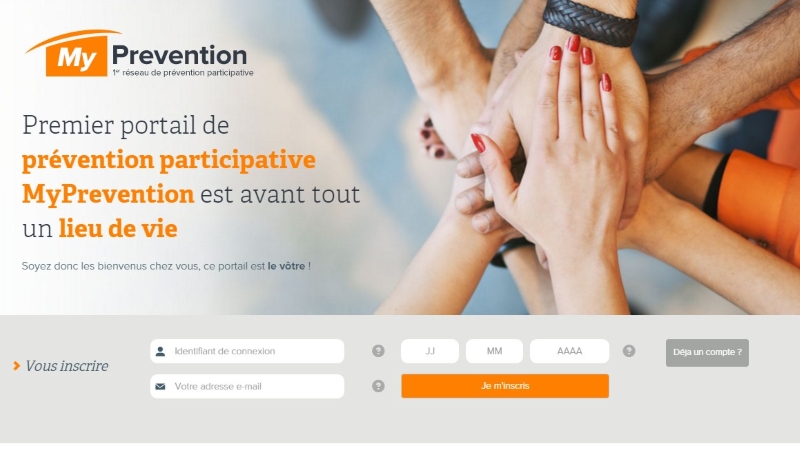 My Prevention
1er réseau de prévention participative
Premier portail de
prévention participative
MyPrevention est avant tout
un lieu de vie
Soyez donc les bienvenus chez vous, ce portail est le vôtre !
Vous inscrire
Identifiant de connexion
?
JJ
MM
AAAA
?
Déja un compte ?
Votre adresse e-mail
?
Je m'inscris